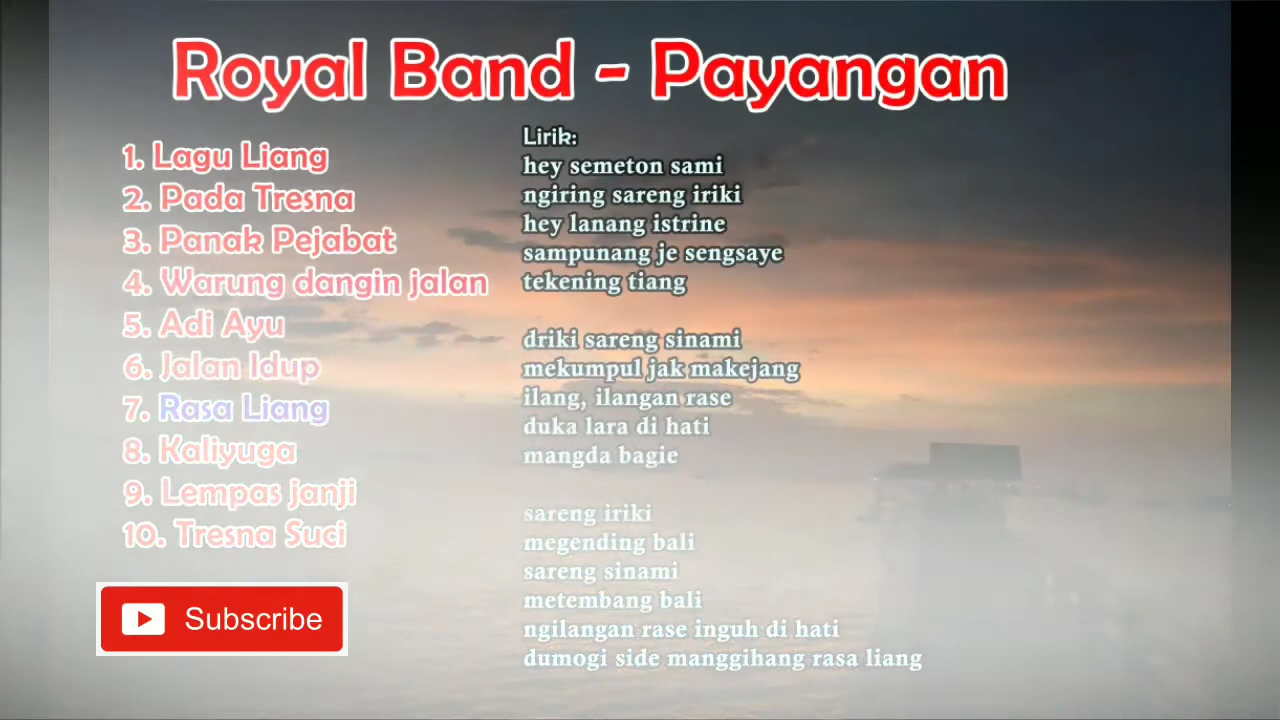 Royal Band - Payangan
1. Lagu Liang
2. Pada Tresna
3. Panak Pejabat
4. Warung dangin jalan
5. Adi Ayu
6. Jalan Idup
7. Rasa Liang
8. Kaliyuga
9. Lempas janji
10. Tresna Suci
Subscribe
Lirik:
hey semeton sami
ngiring sareng iriki
hey lanang istrine
sampunang je sengsaye
tekening tiang
driki sareng sinami
mekumpul jak makejang
ilang, ilangan rase
duka lara di hati
mangda bagie
sareng iriki
megending bali
sareng sinami
metembang bali
ngilangan rase inguh di hati
dumogi side manggihang rasa liang